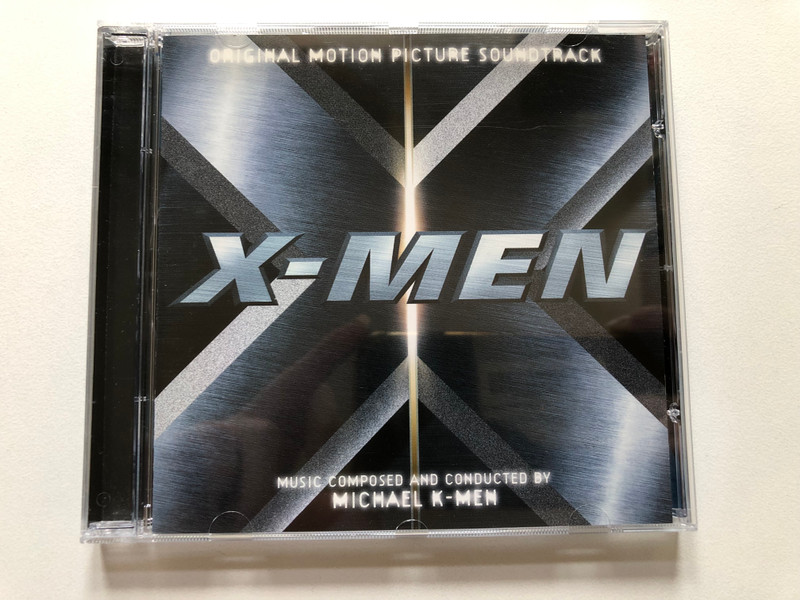 ORIGINAL MOTION PICTURE SOUNDTRACK
X-MEN
MUSIC COMPOSED AND CONDUCTED BY
MICHAEL K-MEN